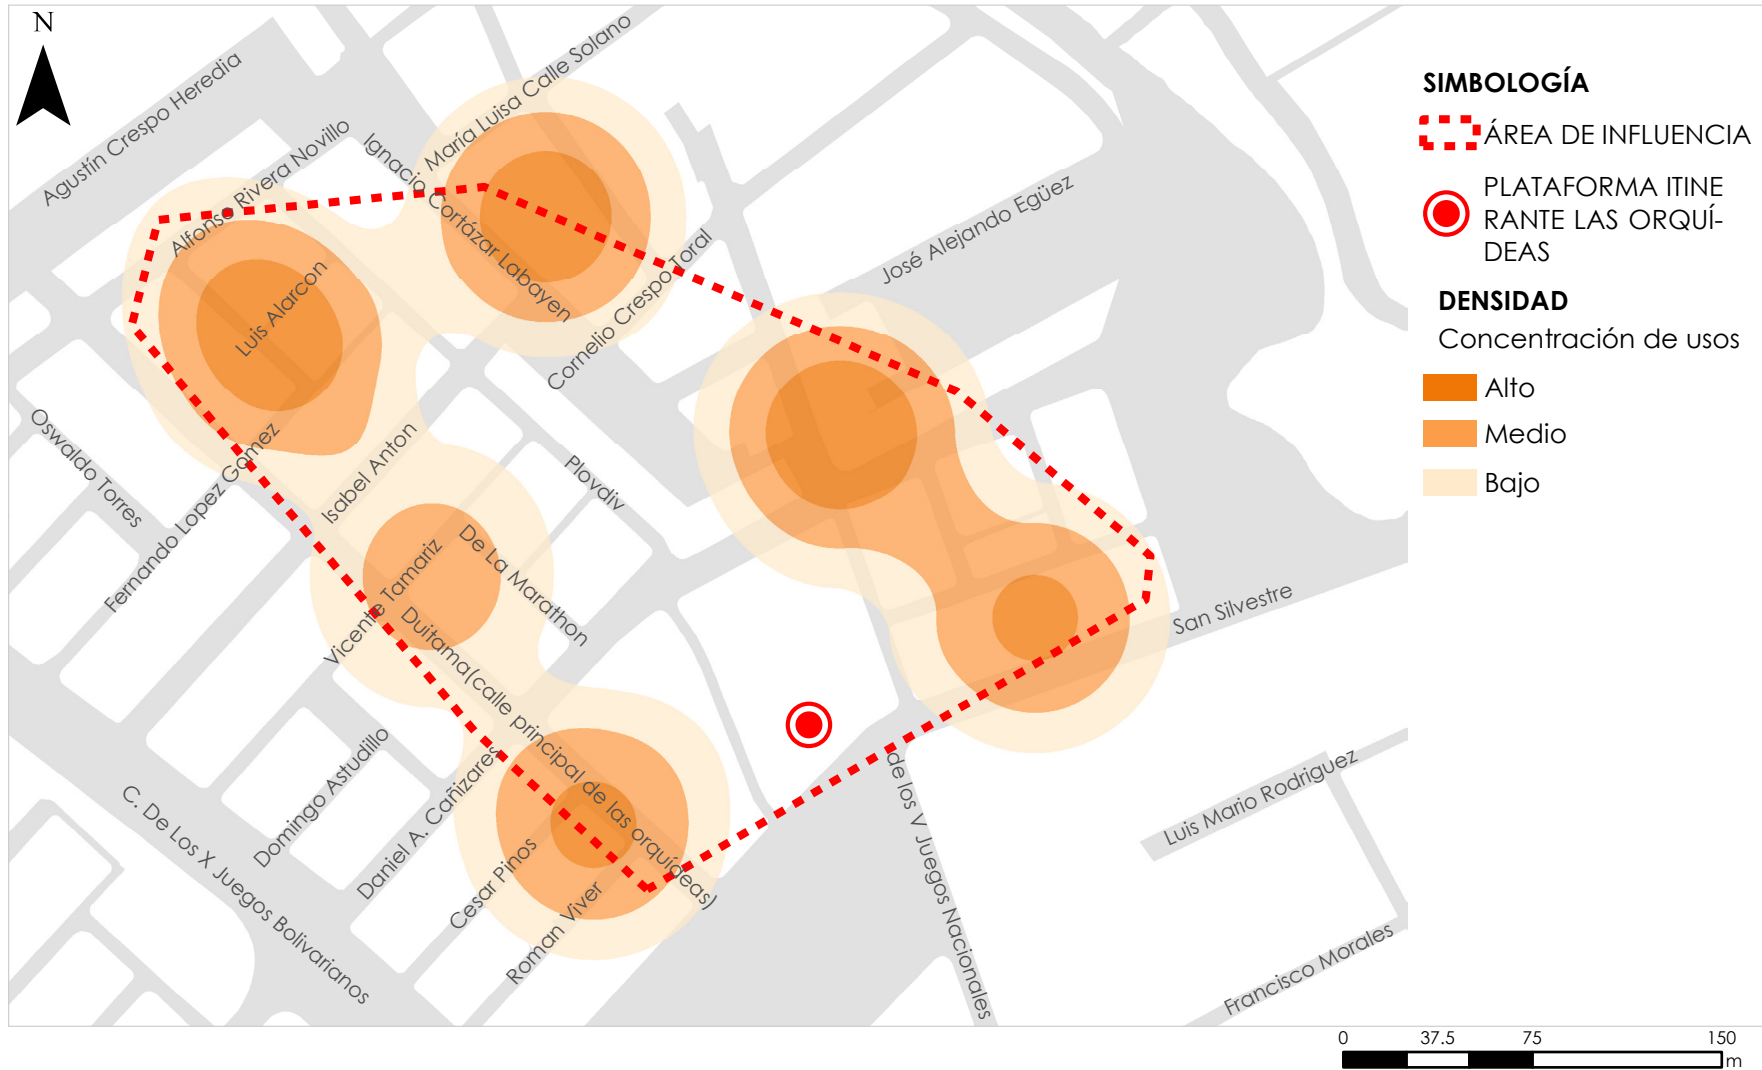 N
Agustín Crespo Heredia
Alfonso Rivera Novillo
Ignacio Cortázar Labayen
María Luisa Calle Solano
Luis Alarcon
Cornelio Crespo Toral
José Alejando Egüez
Oswaldo Torres
Fernando Lopez Gomez
Isabel Anton
Plovdiv
Vicente Tamariz
De La Marathon
Duitama(calle principal de las orquídeas)
San Silvestre
Domingo Astudillo
Daniel A. Cañizares
C. De Los X Juegos Bolivarianos
Cesar Pinos
Roman Viver
de los V Juegos Nacionales
Luis Mario Rodriguez
Francisco Morales
SIMBOLOGÍA
ÁREA DE INFLUENCIA
PLATAFORMA ITINE
RANTE LAS ORQUÍ-
DEAS
DENSIDAD
Concentración de usos
Alto
Medio
Bajo
0 37.5 75 150
m